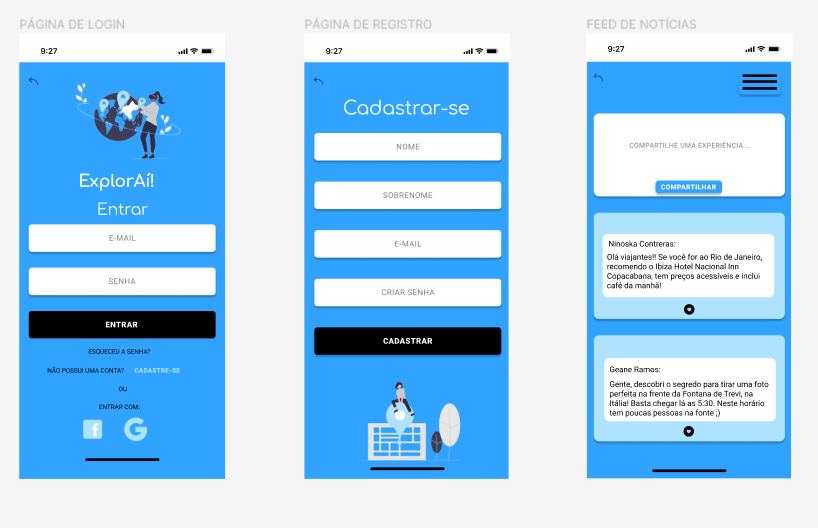 PÁGINA DE LOGIN
9:27
ExplorAí!
Entrar
E-MAIL
SENHA
ENTRAR
ESQUECEU A SENHA?
NÃO POSSUI UMA CONTA? CADASTRE-SE
OU
ENTRAR COM:
f G
PÁGINA DE REGISTRO
9:27
Cadastrar-se
NOME
SOBRENOME
E-MAIL
CRIAR SENHA
CADASTRAR
FEED DE NOTÍCIAS
9:27
COMPARTILHE UMA EXPERIÊNCIA...
COMPARTILHAR
Ninoska Contreras:
Olá viajantes!! Se você for ao Rio de Janeiro,
recomendo o Ibiza Hotel Nacional Inn
Copacabana, tem preços acessíveis e inclui
café da manhã!
Geane Ramos:
Gente, descobri o segredo para tirar uma foto
perfeita na frente da Fontana de Trevi, na
Itália! Basta chegar lá as 5:30. Neste horário
tem poucas pessoas na fonte ;)